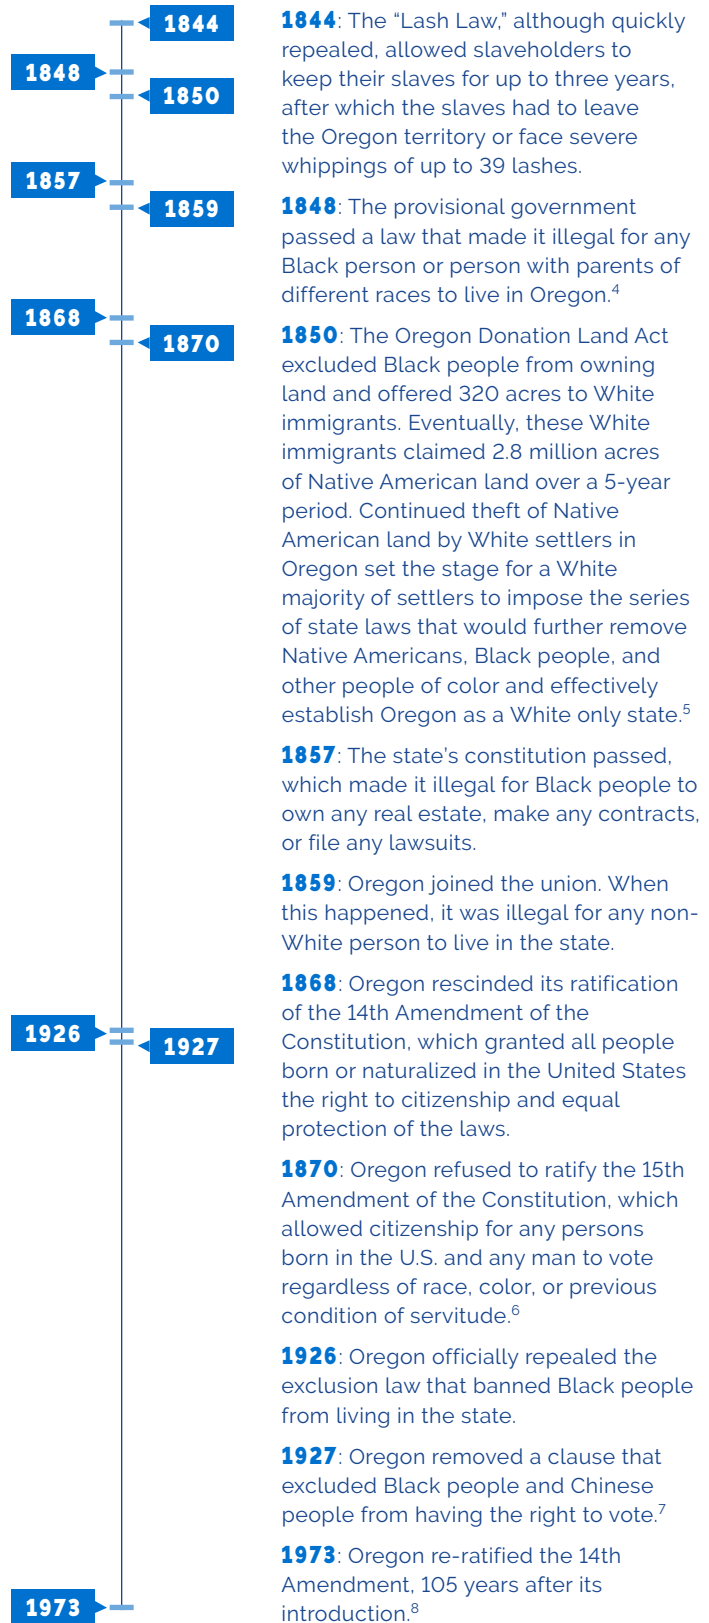 1844
1848
1850
1857
1859
1868
1870
1926
1927
1973
1844: The “Lash Law,” although quickly
repealed, allowed slaveholders to
keep their slaves for up to three years,
after which the slaves had to leave
the Oregon territory or face severe
whippings of up to 39 lashes.
1848: The provisional government
passed a law that made it illegal for any
Black person or person with parents of
different races to live in Oregon.4
1850: The Oregon Donation Land Act
excluded Black people from owning
land and offered 320 acres to White
immigrants. Eventually, these White
immigrants claimed 2.8 million acres
of Native American land over a 5-year
period. Continued theft of Native
American land by White settlers in
Oregon set the stage for a White
majority of settlers to impose the series
of state laws that would further remove
Native Americans, Black people, and
other people of color and effectively
establish Oregon as a White only state.5
1857: The state’s constitution passed,
which made it illegal for Black people to
own any real estate, make any contracts,
or file any lawsuits.
1859: Oregon joined the union. When
this happened, it was illegal for any non-
White person to live in the state.
1868: Oregon rescinded its ratification
of the 14th Amendment of the
Constitution, which granted all people
born or naturalized in the United States
the right to citizenship and equal
protection of the laws.
1870: Oregon refused to ratify the 15th
Amendment of the Constitution, which
allowed citizenship for any persons
born in the U.S. and any man to vote
regardless of race, color, or previous
condition of servitude.6
1926: Oregon officially repealed the
exclusion law that banned Black people
from living in the state.
1927: Oregon removed a clause that
excluded Black people and Chinese
people from having the right to vote.7
1973: Oregon re-ratified the 14th
Amendment, 105 years after its
introduction.8